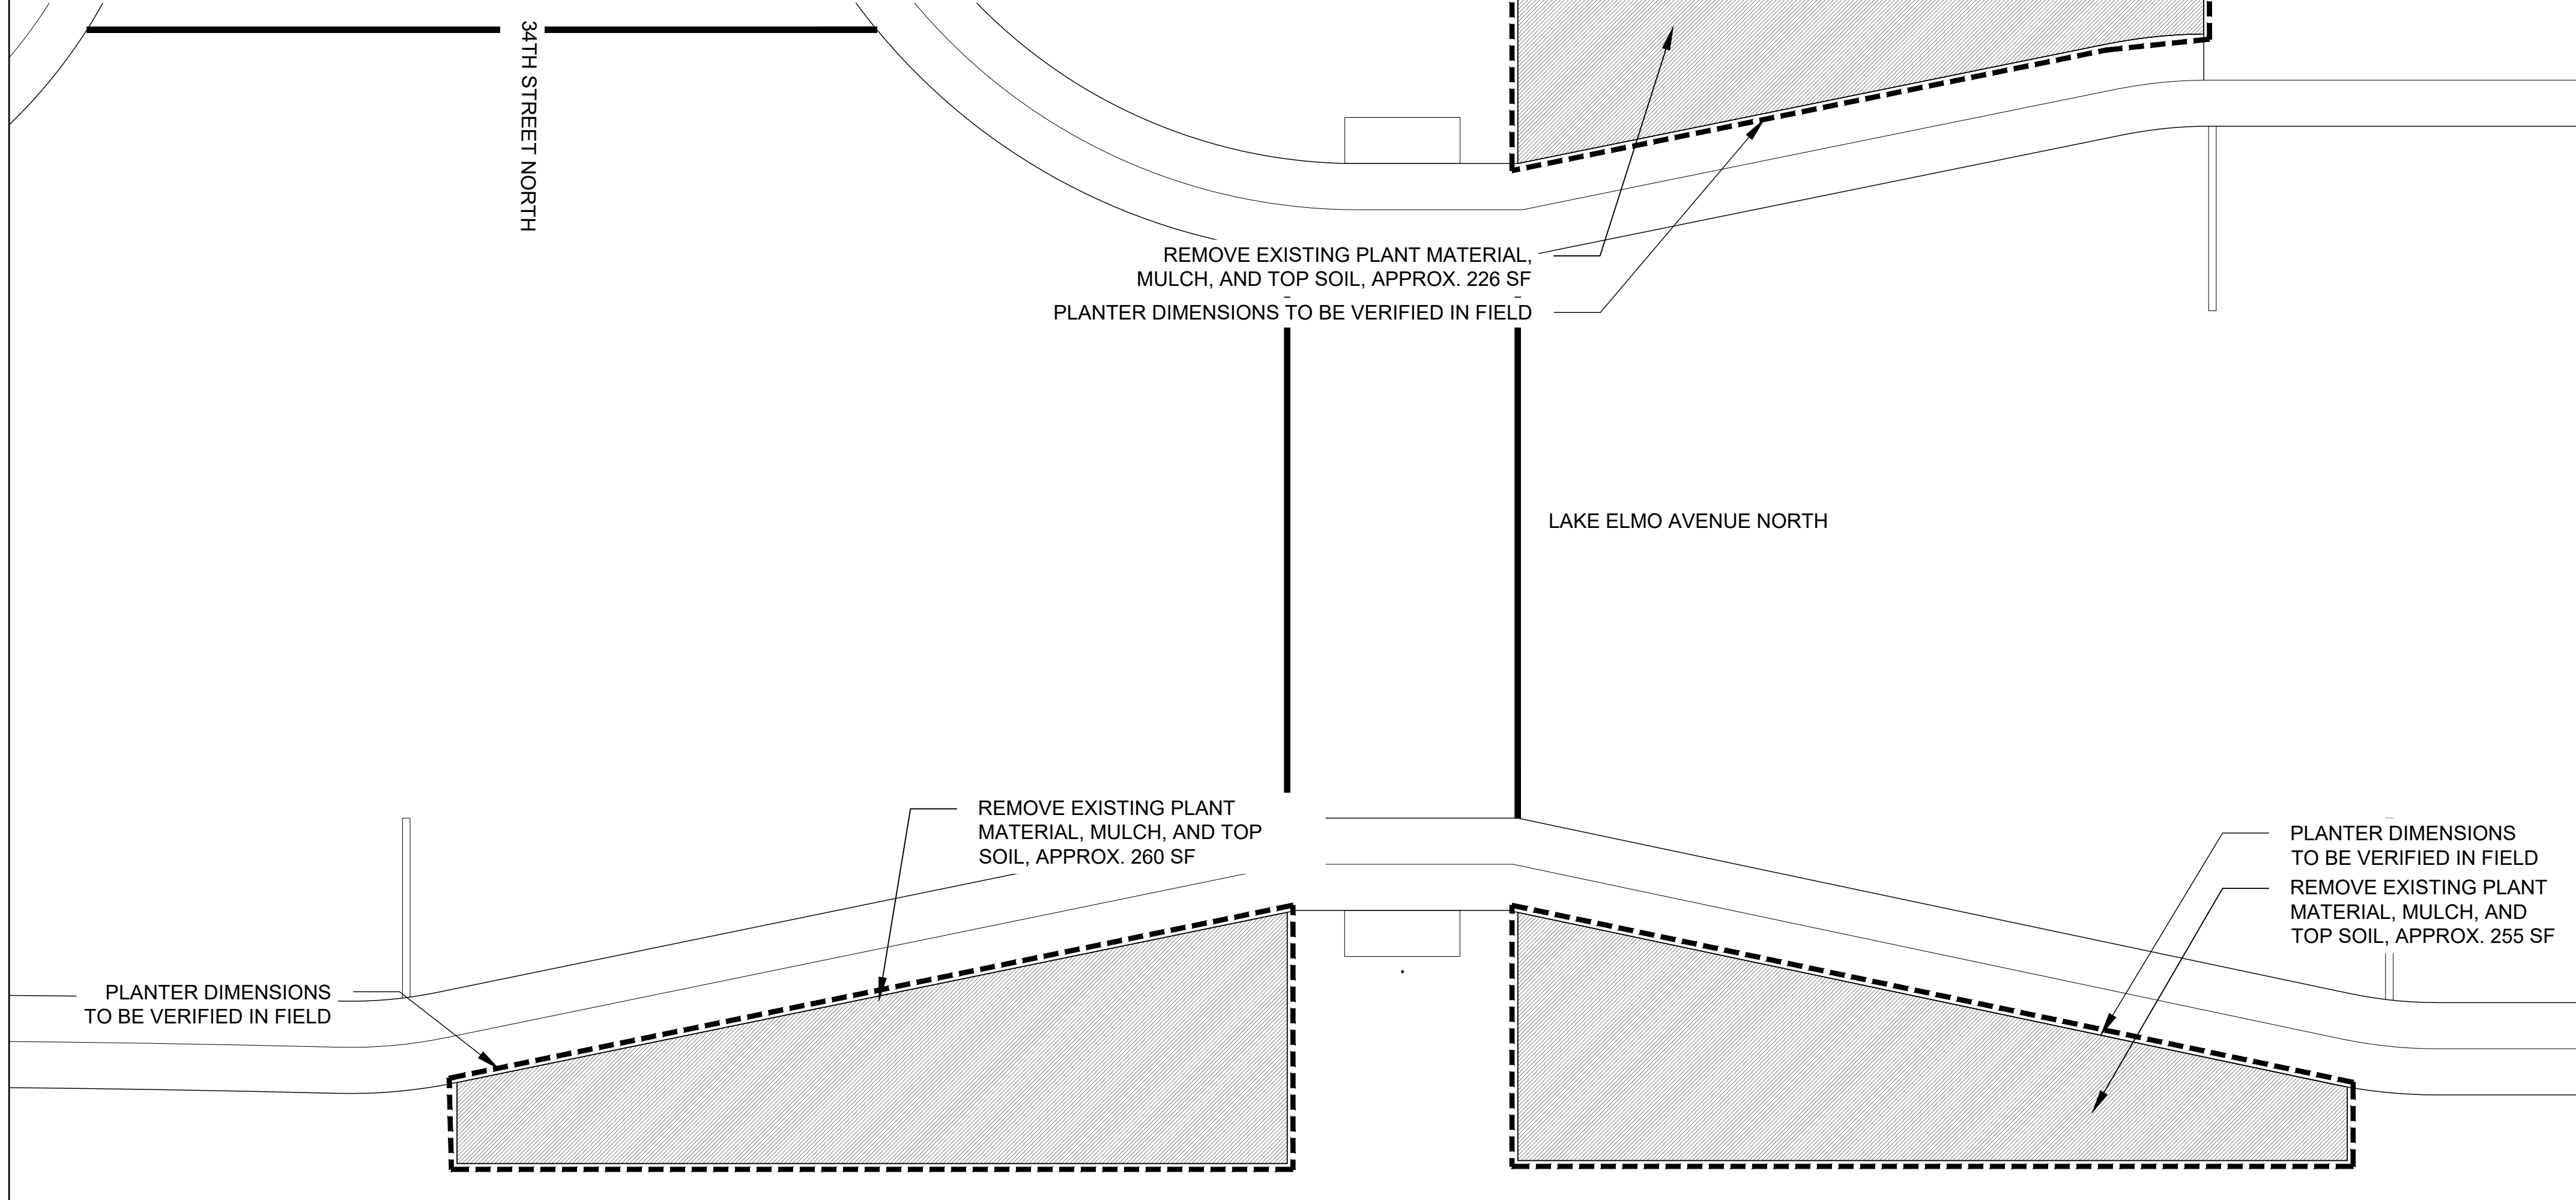 34TH STREET NORTH
REMOVE EXISTING PLANT MATERIAL,
MULCH, AND TOP SOIL, APPROX. 226 SF
PLANTER DIMENSIONS TO BE VERIFIED IN FIELD
LAKE ELMO AVENUE NORTH
REMOVE EXISTING PLANT
MATERIAL, MULCH, AND TOP
SOIL, APPROX. 260 SF
PLANTER DIMENSIONS
TO BE VERIFIED IN FIELD
REMOVE EXISTING PLANT
MATERIAL, MULCH, AND
TOP SOIL, APPROX. 255 SF
PLANTER DIMENSIONS
TO BE VERIFIED IN FIELD